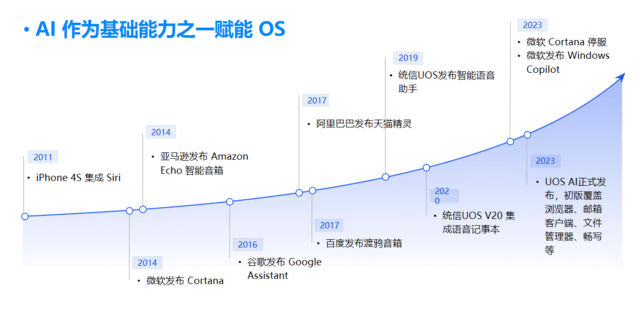 • AI 作为基础能力之一赋能 OS
2023
• 微软 Cortana 停服
• 微软发布 Windows
Copilot
2019
• 统信UOS发布智能语音
助手
2017
• 阿里巴巴发布天猫精灵
2014
• 亚马逊发布 Amazon
Echo 智能音箱
2011
• iPhone 4S 集成 Siri
2023
• UOS AI正式发
布，初版覆盖
浏览器、邮箱
客户端、文件
管理器、畅写
等
202
0
• 统信UOS V20 集
成语音记事本
2017
• 百度发布渡鸦音箱
2016
• 谷歌发布 Google
Assistant
2014
• 微软发布 Cortana